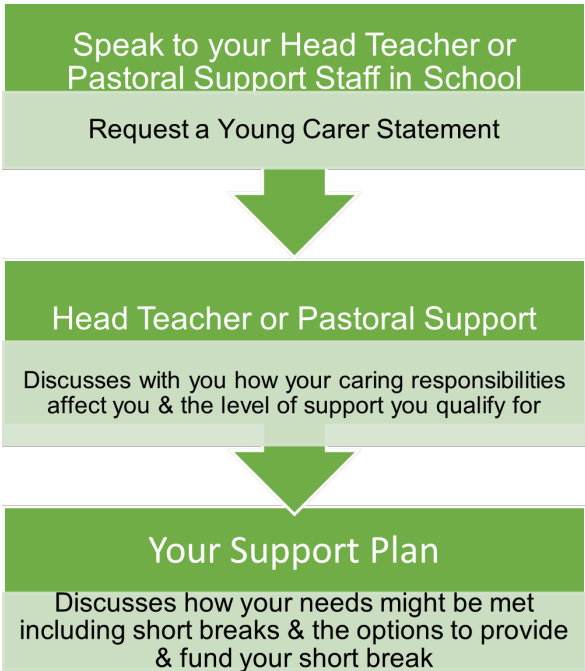 Speak to your Head Teacher or
Pastoral Support Staff in School
Request a Young Carer Statement
Head Teacher or Pastoral Support
Discusses with you how your caring responsibilities
affect you & the level of support you qualify for
Your Support Plan
Discusses how your needs might be met
including short breaks & the options to provide
& fund your short break